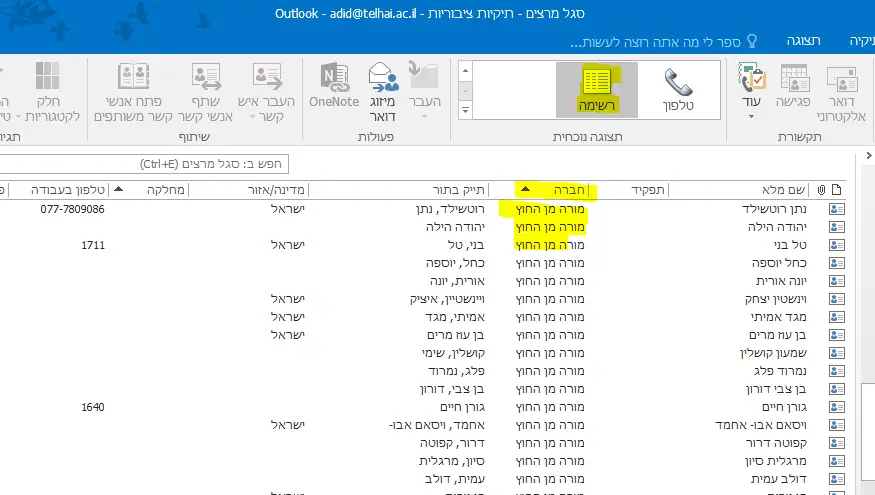 סגל מרצים - תיקיות ציבוריות - Outlook - adid@telhai.ac.il
תיקיה תצוגה ספר לי מה אתה רוצה לעשות...
דואר אלקטרוני פגישה עוד
תקשורת
טלפון רשימה
תצוגה נוכחית
העבר מיזוג דואר OneNote
פעולות
העבר איש קשר שתף אנשי קשר פתח אנשי קשר משותפים
שיתוף
חלק לקטגוריות
תגיו
חפש ב: סגל מרצים (Ctrl+E)
שם מלא תפקיד חברה תייק בתור מדינה/אזור מחלקה טלפון בעבודה פ
נתן רוטשילד מורה מן החוץ רוטשילד, נתן ישראל 077-7809086
יהודה הילה מורה מן החוץ
טל בני מורה מן החוץ בני, טל ישראל 1711
כחל יוספה מורה מן החוץ כחל, יוספה
יונה אורית מורה מן החוץ אורית, יונה
וינשטין יצחק מורה מן החוץ ויינשטיין, איציק ישראל
מגד אמיתי מורה מן החוץ אמיתי, מגד ישראל
בן עוז מרים מורה מן החוץ בן עוז מרים ישראל
שמעון קושלין מורה מן החוץ קושלין, שימי
נמרוד פלג מורה מן החוץ פלג, נמרוד
בן צבי דורון מורה מן החוץ בן צבי, דורון
גורן חיים מורה מן החוץ גורן חיים 1640
ויסאם אבו- אחמד מורה מן החוץ אחמד, ויסאם אבו- ישראל
קפוטה דרור מורה מן החוץ דרור, קפוטה
מרגלית סיון מורה מן החוץ סיון, מרגלית
דולב עמית מורה מן החוץ עמית, דולב